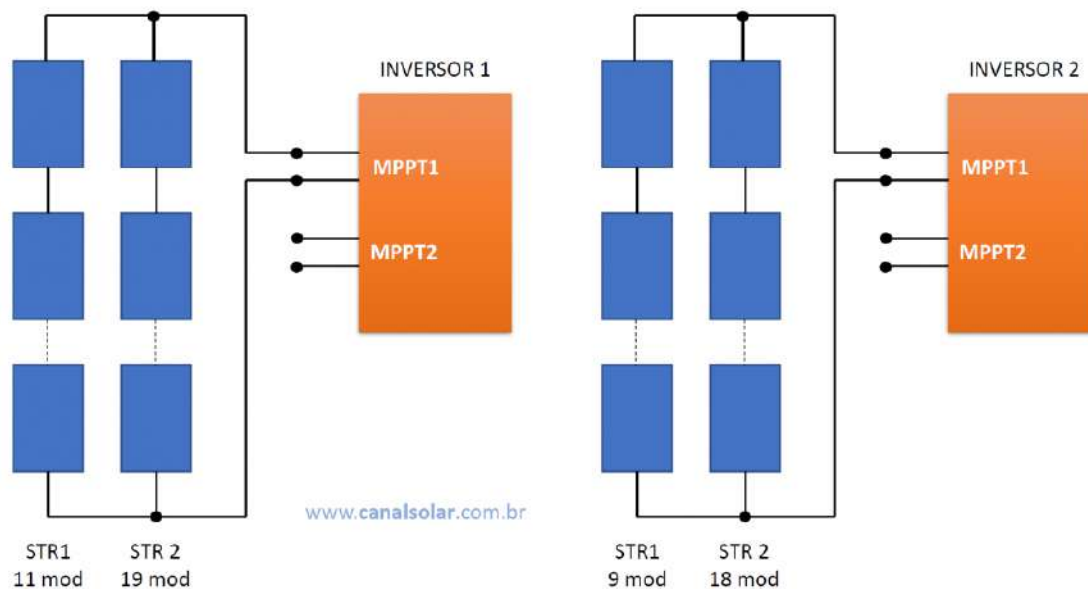 INVERSOR 1
MPPT1
MPPT2
STR1
11 mod
STR 2
19 mod
www.canalsolar.com.br
INVERSOR 2
MPPT1
MPPT2
STR1
9 mod
STR 2
18 mod